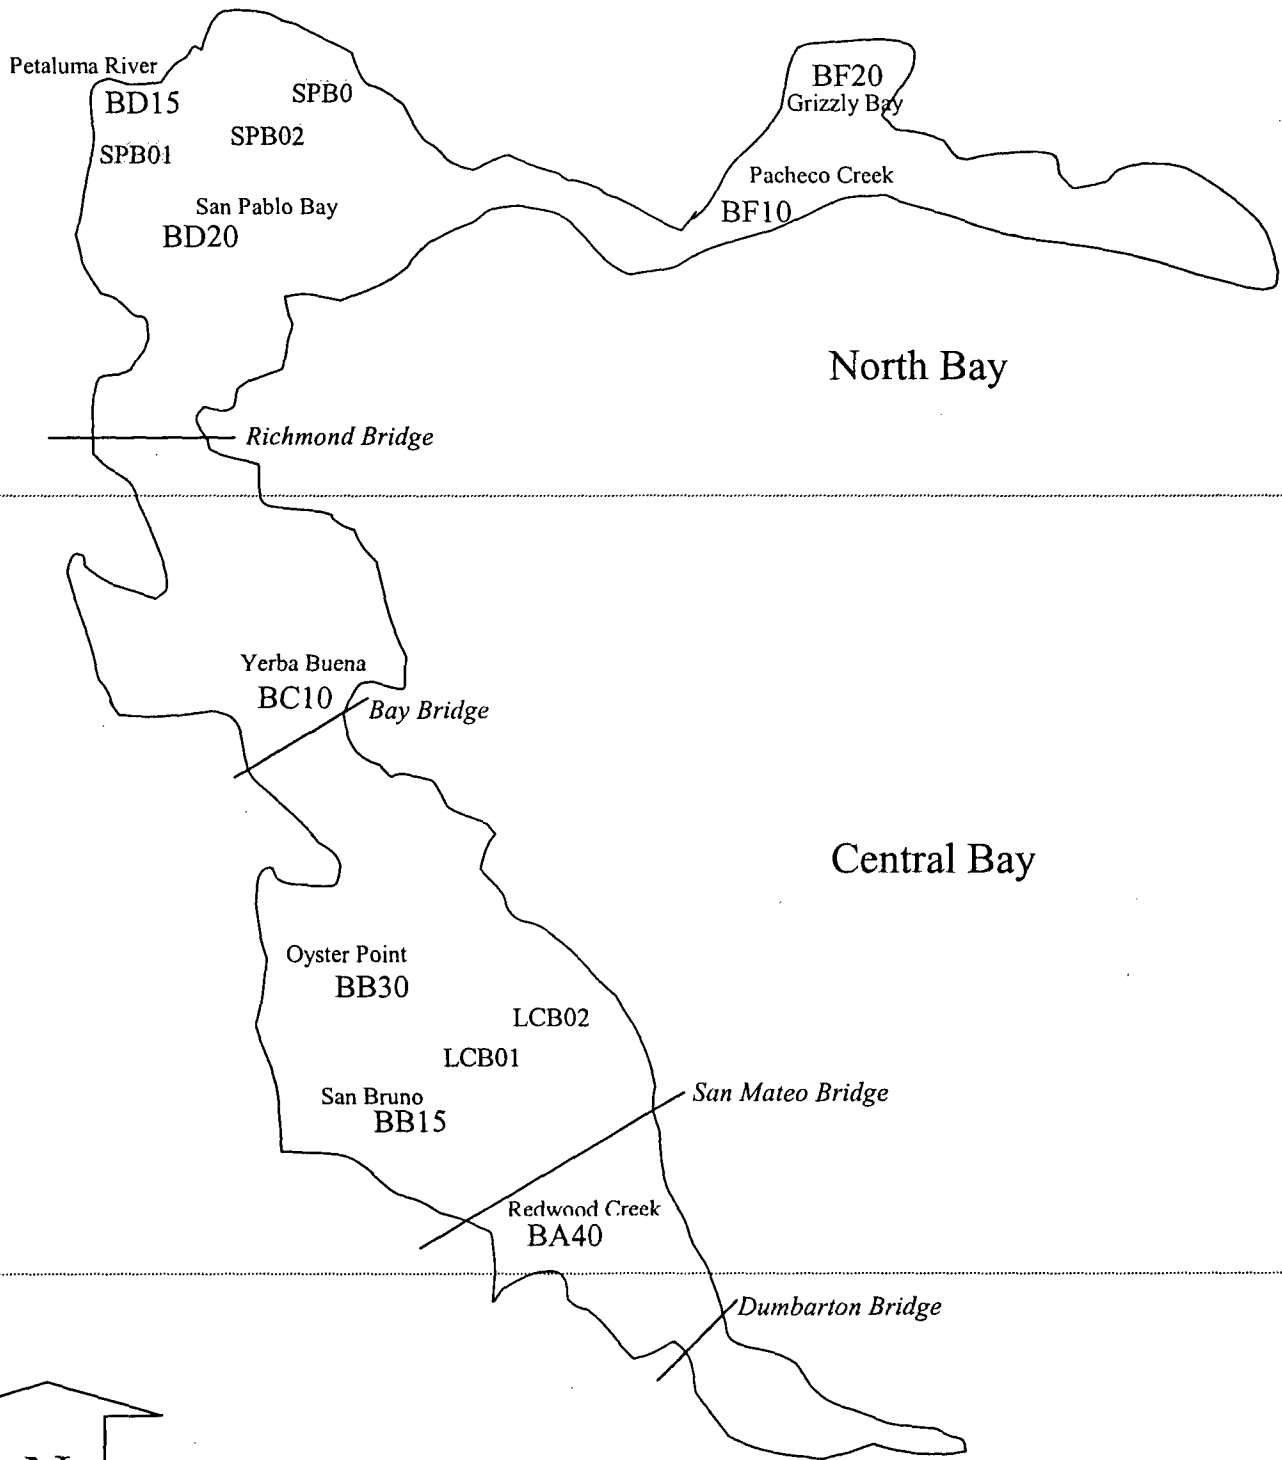 Petaluma River
BD15
SPB0
SPB02
SPB01
San Pablo Bay
BD20
BF20
Grizzly Bay
Pacheco Creek
BF10
North Bay
Richmond Bridge
Yerba Buena
BC10
Bay Bridge
Central Bay
Oyster Point
BB30
LCB02
LCB01
San Bruno
BB15
San Mateo Bridge
Redwood Creek
BA40
Dumbarton Bridge
N